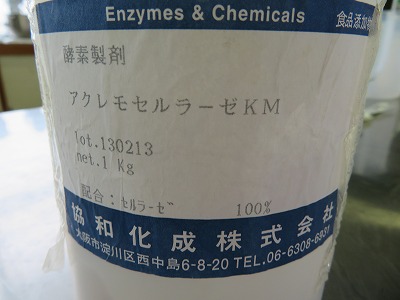 Enzymes & Chemicals
食品添加物
酵素製剤
アクレモセルラーゼKM
lot.130213
net.1 Kg
配合:セルラーゼ 100%
協和化成株式会社
大阪市淀川区西中島6-8-20 TEL.06-6308-6931